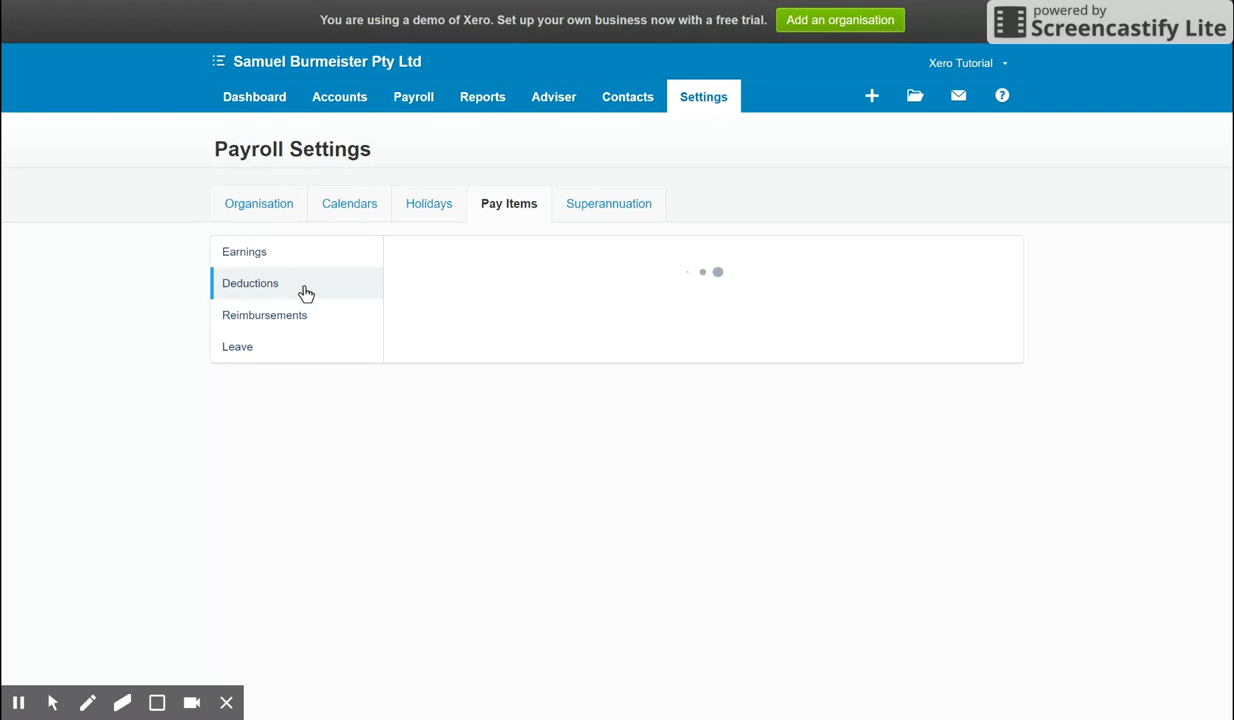 You are using a demo of Xero. Set up your own business now with a free trial. Add an organisation
powered by
Screencastify Lite
Samuel Burmeister Pty Ltd
Xero Tutorial
Dashboard Accounts Payroll Reports Adviser Contacts Settings
Payroll Settings
Organisation Calendars Holidays Pay Items Superannuation
Earnings
Deductions
Reimbursements
Leave